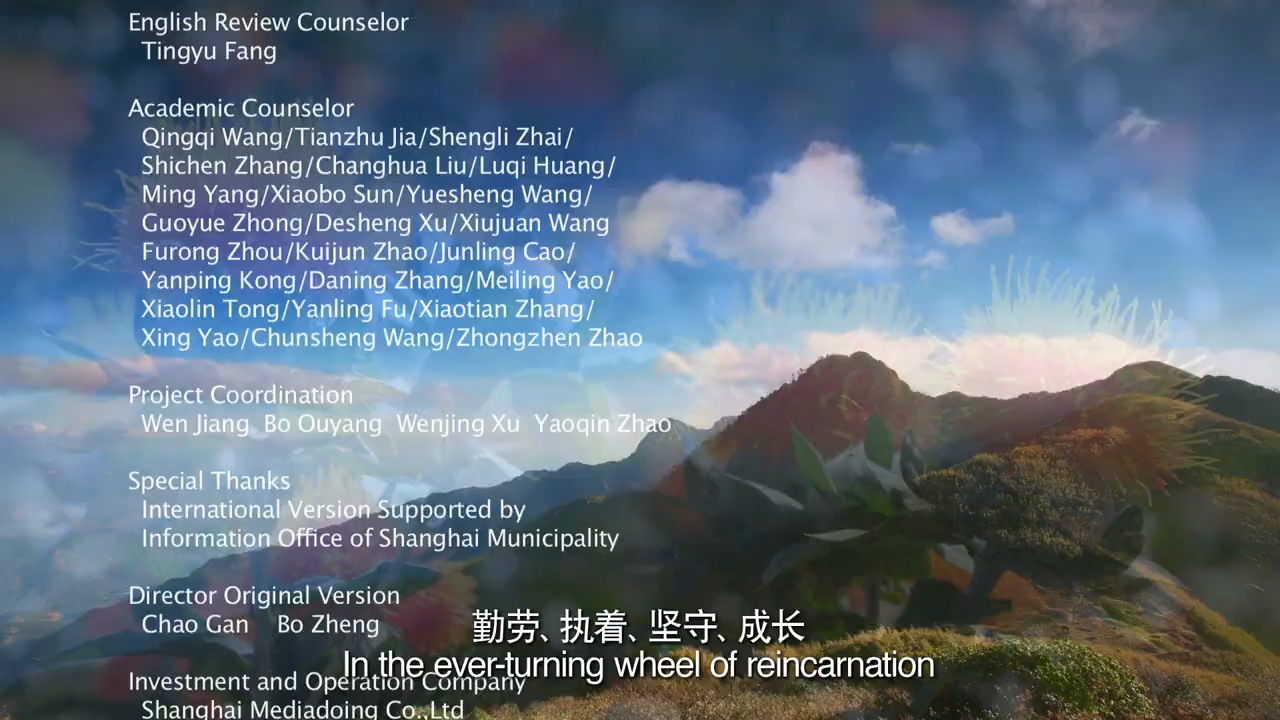 English Review Counselor
Tingyu Fang
Academic Counselor
Qingqi Wang/Tianzhu Jia/Shengli Zhai/
Shichen Zhang/Changhua Liu/Luqi Huang/
Ming Yang/Xiaobo Sun/Yuesheng Wang/
Guoyue Zhong/Desheng Xu/Xiujuan Wang
Furong Zhou/Kuijun Zhao/Junling Cao/
Yanping Kong/Daning Zhang/Meiling Yao/
Xiaolin Tong/Yanling Fu/Xiaotian Zhang/
Xing Yao/Chunsheng Wang/Zhongzhen Zhao
Project Coordination
Wen Jiang Bo Ouyang Wenjing Xu Yaoqin Zhao
Special Thanks
International Version Supported by
Information Office of Shanghai Municipality
Director Original Version
Chao Gan Bo Zheng
勤劳、执着、坚守、成长
In the ever-turning wheel of reincarnation
Investment and Operation Company
Shanghai Mediadoing Co.,Ltd